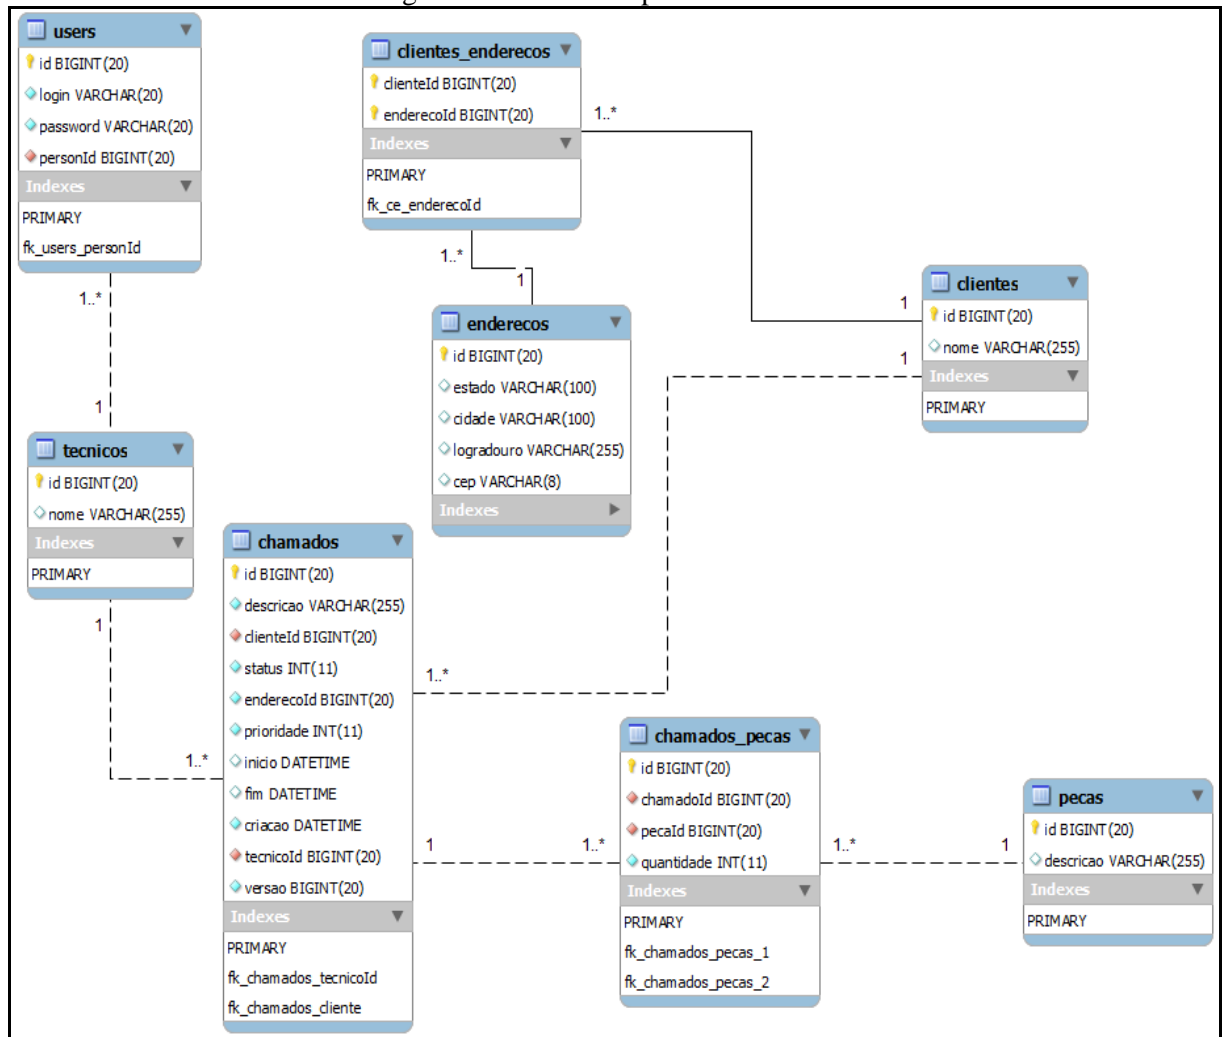 users
id BIGINT(20)
login VARCHAR(20)
password VARCHAR(20)
personId BIGINT(20)
Indexes
PRIMARY
fk_users_personId
clientes_enderecos
clienteId BIGINT(20)
enderecoId BIGINT(20)
Indexes
PRIMARY
fk_ce_enderecoId
1..*
1..*
1
1..*
1
enderecos
id BIGINT(20)
estado VARCHAR(100)
cidade VARCHAR(100)
logradouro VARCHAR(255)
cep VARCHAR(8)
Indexes
clientes
id BIGINT(20)
nome VARCHAR(255)
Indexes
PRIMARY
1
1
tecnicos
id BIGINT(20)
nome VARCHAR(255)
Indexes
PRIMARY
1
1..*
chamados
id BIGINT(20)
descricao VARCHAR(255)
clienteId BIGINT(20)
status INT(11)
enderecoId BIGINT(20)
prioridade INT(11)
inicio DATETIME
fim DATETIME
criacao DATETIME
tecnicoId BIGINT(20)
versao BIGINT(20)
Indexes
PRIMARY
fk_chamados_tecnicoId
fk_chamados_cliente
1..*
1
1..*
chamados_pecas
id BIGINT(20)
chamadoId BIGINT(20)
pecaId BIGINT(20)
quantidade INT(11)
Indexes
PRIMARY
fk_chamados_pecas_1
fk_chamados_pecas_2
1..*
1
pecas
id BIGINT(20)
descricao VARCHAR(255)
Indexes
PRIMARY